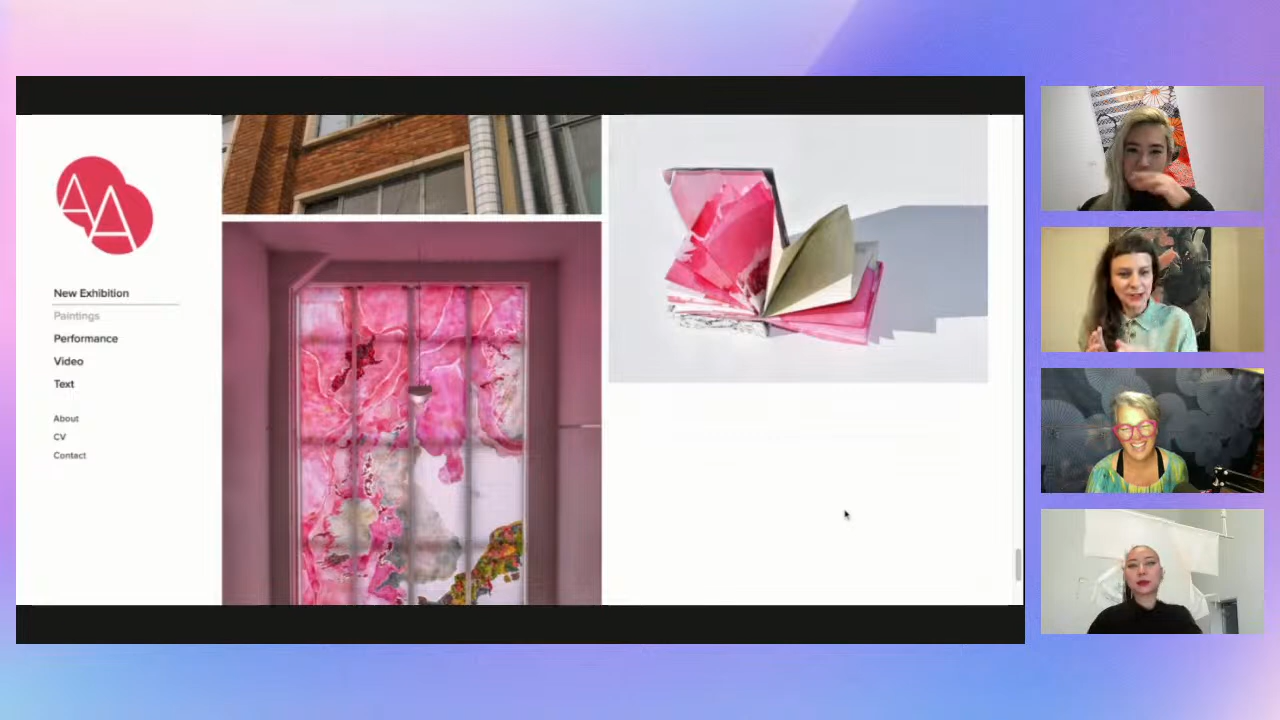 AA
New Exhibition
Paintings
Performance
Video
Text
About
CV
Contact